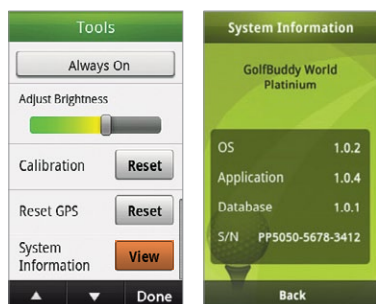 Tools
Always On
Adjust Brightness
Calibration
Reset
Reset GPS
Reset
System
Information
View
Done
System Information
GolfBuddy World
Platinium
OS 1.0.2
Application 1.0.4
Database 1.0.1
S/N PP5050-5678-3412
Back